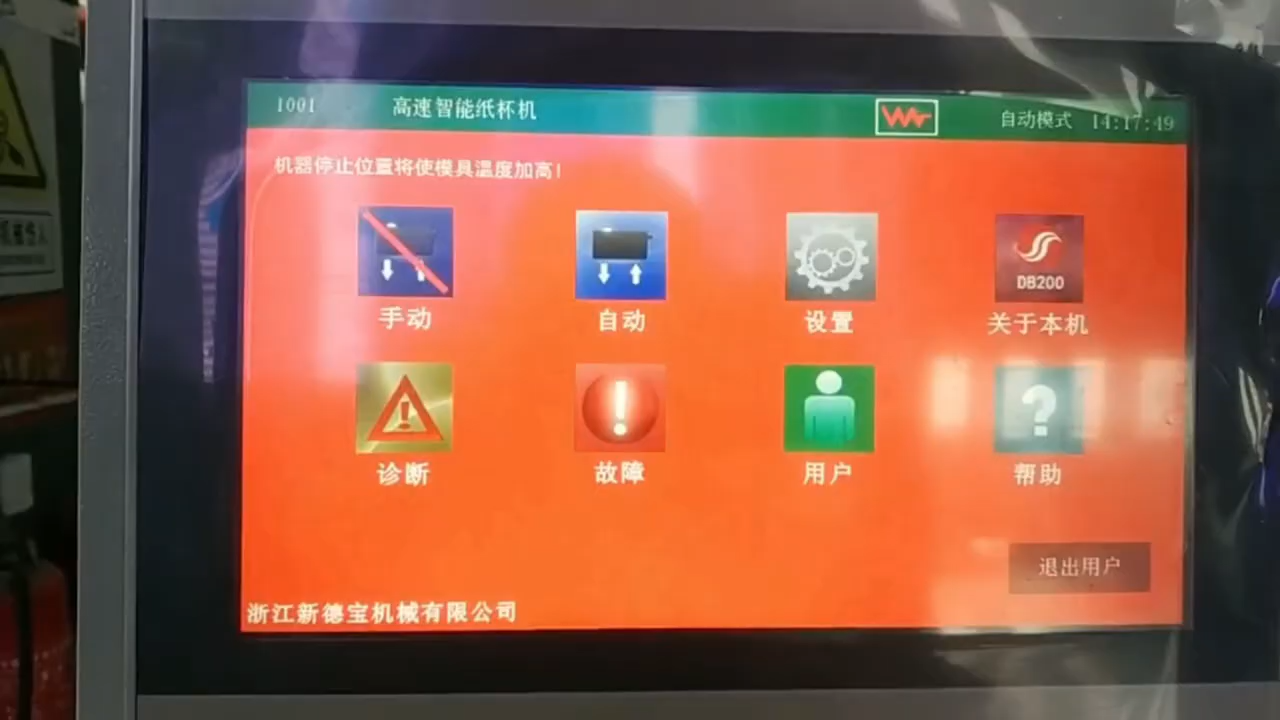 1001 高速智能纸杯机 自动模式 14:17:49
机器停止位置将使模具温度加高!
手动 自动 设置 DB200 关于本机
诊断 故障 用户 帮助
退出用户
浙江新德宝机械有限公司